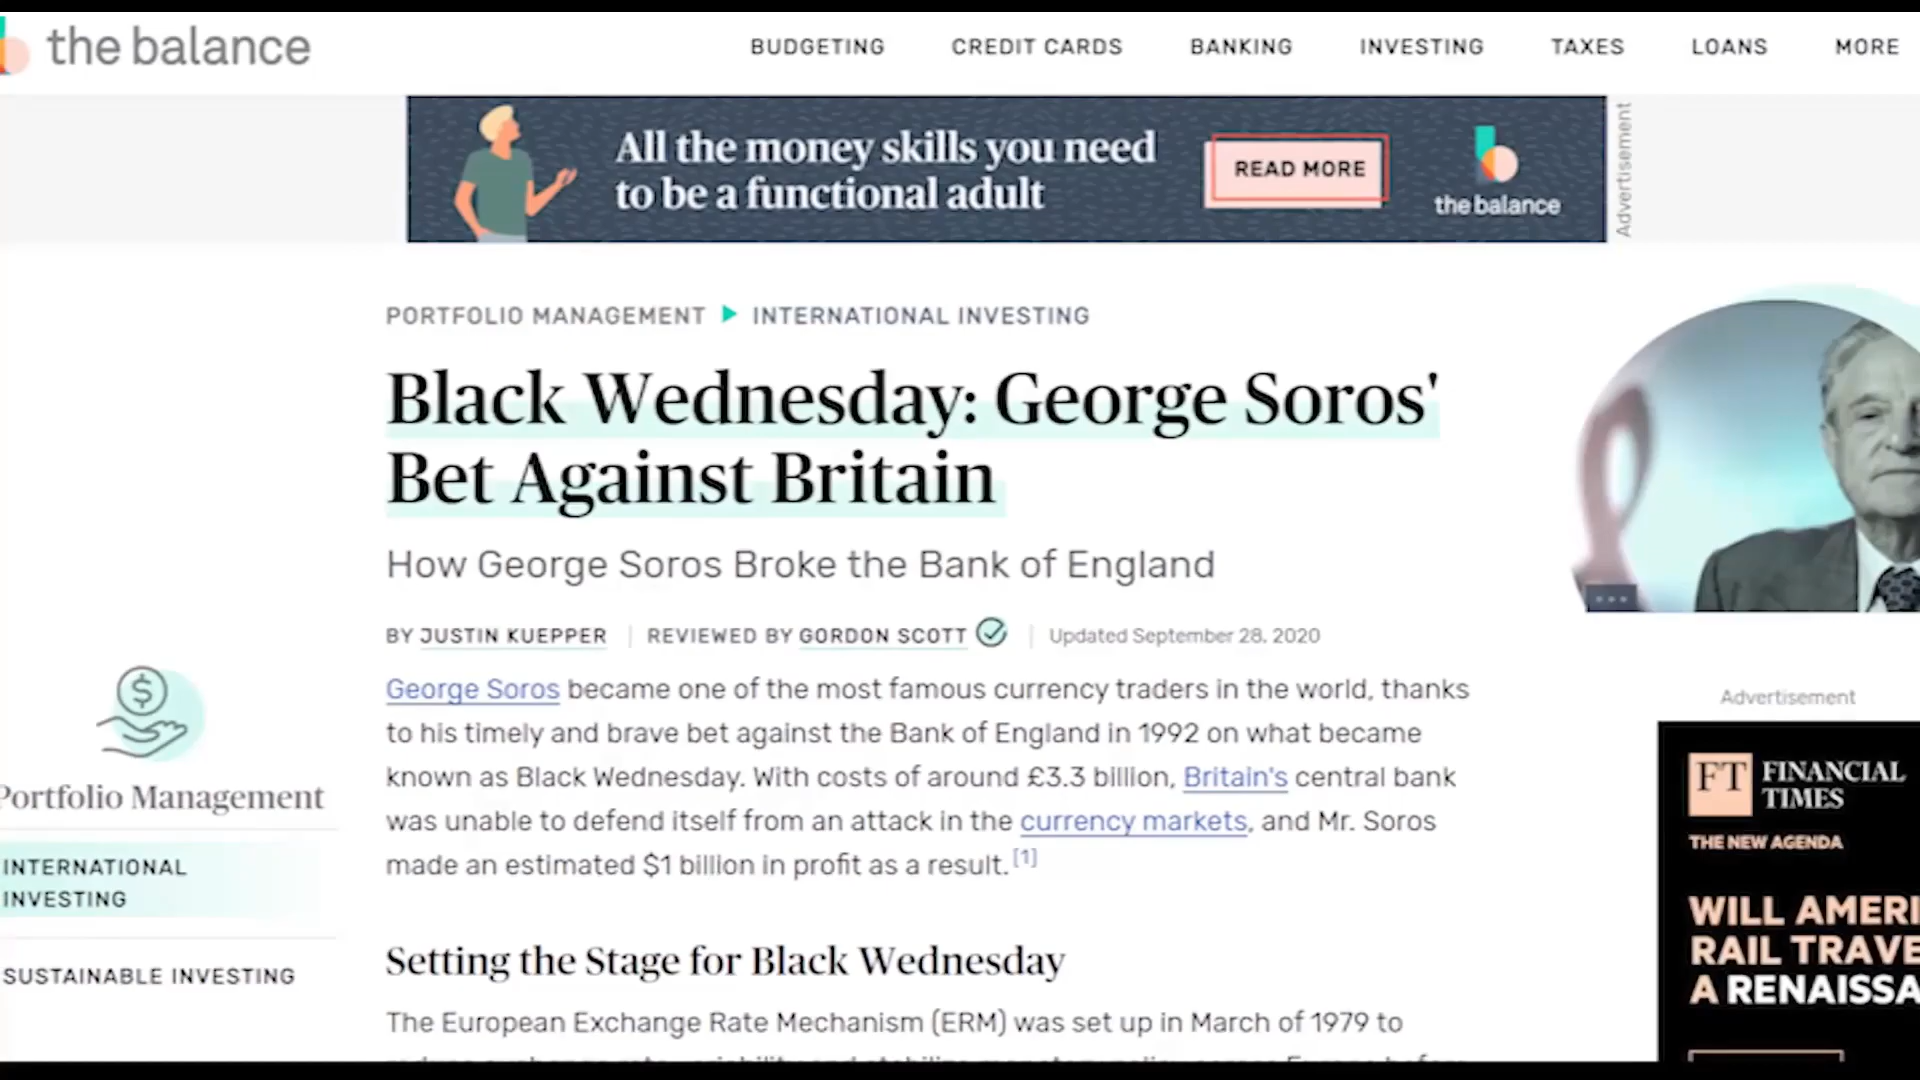 the balance
BUDGETING CREDIT CARDS BANKING INVESTING TAXES LOANS MORE
All the money skills you need
to be a functional adult
READ MORE
the balance
Advertisement
PORTFOLIO MANAGEMENT INTERNATIONAL INVESTING
Black Wednesday: George Soros'
Bet Against Britain
How George Soros Broke the Bank of England
BY JUSTIN KUEPPER | REVIEWED BY GORDON SCOTT | Updated September 28, 2020
George Soros became one of the most famous currency traders in the world, thanks
to his timely and brave bet against the Bank of England in 1992 on what became
known as Black Wednesday. With costs of around £3.3 billion, Britain's central bank
was unable to defend itself from an attack in the currency markets, and Mr. Soros
made an estimated $1 billion in profit as a result. [1]
Setting the Stage for Black Wednesday
The European Exchange Rate Mechanism (ERM) was set up in March of 1979 to
Portfolio Management
INTERNATIONAL
INVESTING
SUSTAINABLE INVESTING
Advertisement
FT FINANCIAL
TIMES
THE NEW AGENDA
WILL AMERI
RAIL TRAVE
A RENAISSA